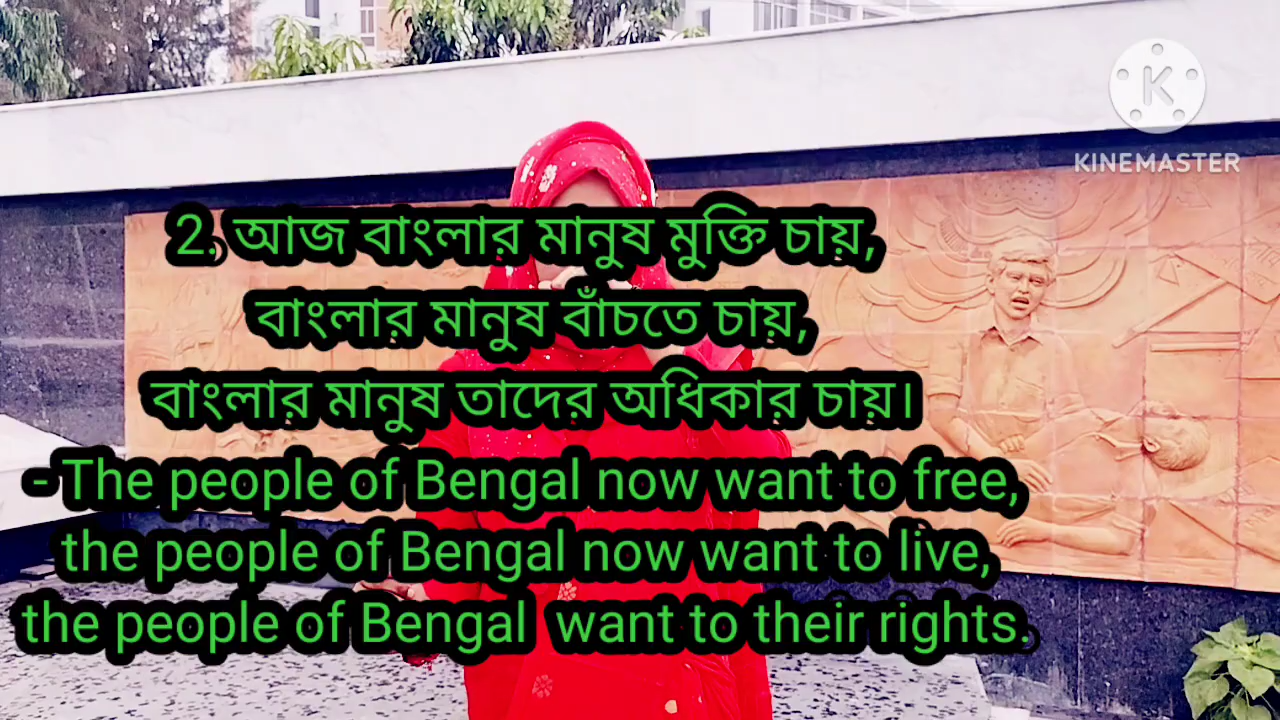 KINEMASTER
2. আজ বাংলার মানুষ মুক্তি চায়,
বাংলার মানুষ বাঁচতে চায়,
বাংলার মানুষ তাদের অধিকার চায়।
- The people of Bengal now want to free,
the people of Bengal now want to live,
the people of Bengal want to their rights.